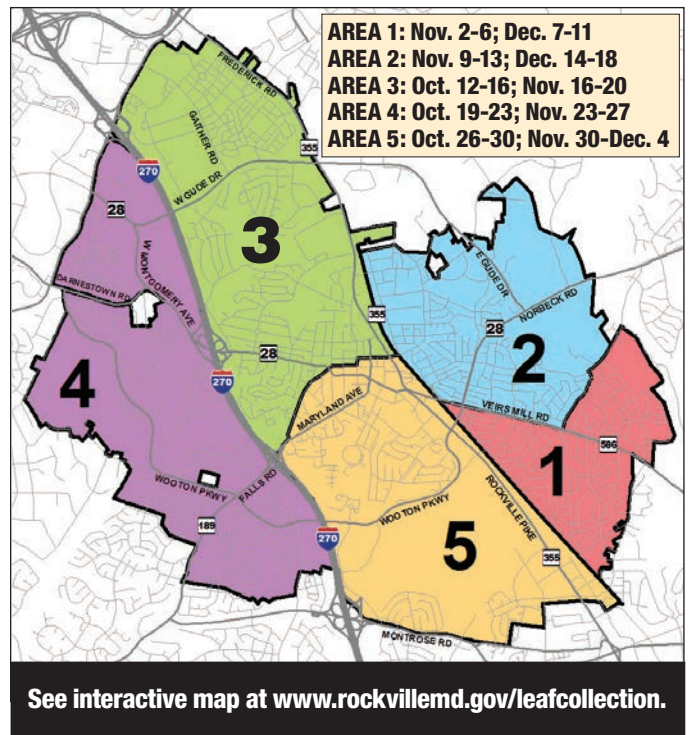 AREA 1: Nov. 2-6; Dec. 7-11
AREA 2: Nov. 9-13; Dec. 14-18
AREA 3: Oct. 12-16; Nov. 16-20
AREA 4: Oct. 19-23; Nov. 23-27
AREA 5: Oct. 26-30; Nov. 30-Dec. 4
FREDERICK RD
GAITHER RD
355
270
W GUDE DR
28
3
W MONTGOMERY AVE
E GUDE DR
DARNESTOWN RD
NORBECK RD
355
28
28
2
270
4
MARYLAND AVE
VEIRS MILL RD
586
1
FALLS RD
WOOTON PKWY
WOOTON PKWY
ROCKVILLE PIKE
189
270
5
355
MONTROSE RD
See interactive map at www.rockvillemd.gov/leafcollection.